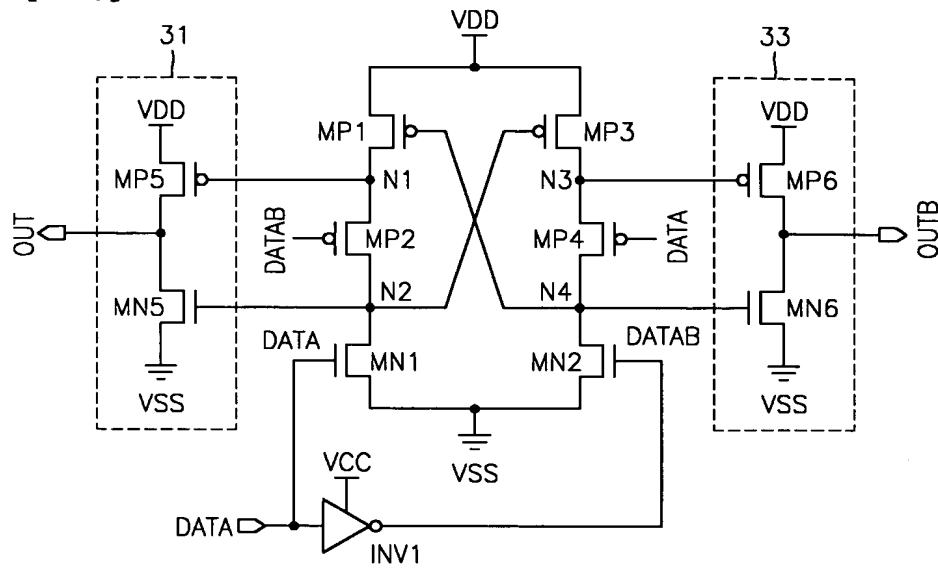 31
VDD
33
VDD
MP1
MP3
VDD
MP5
N1
N3
MP6
OUT
DATAB
MP2
MP4
DATA
OUTB
N2
N4
MN5
MN6
DATA
MN1
MN2
DATAB
VSS
VSS
VSS
VCC
DATA
INV1